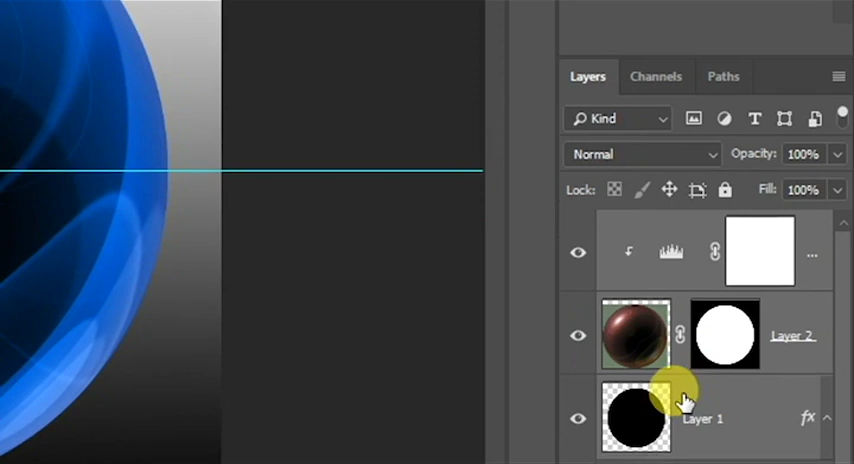 Layers Channels Paths
Kind T
Normal Opacity: 100%
Lock: Fill: 100%
...
Layer 2
Layer 1 fx